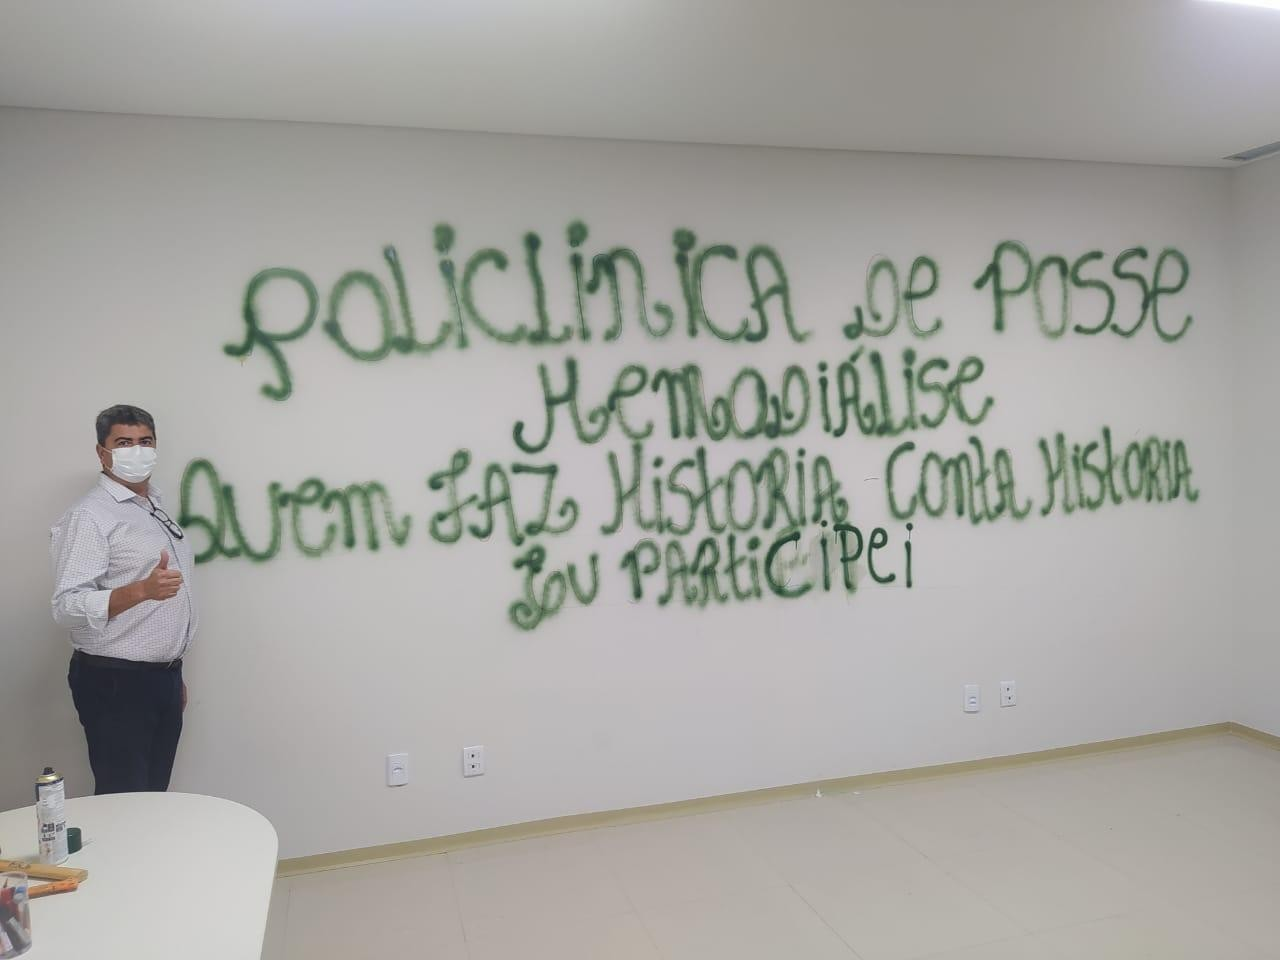 POLICLINICA DE POSSE
HEMODIÁLISE
QUEM FAZ HISTORIA CONTA HISTORIA
EU PARTICIPEI